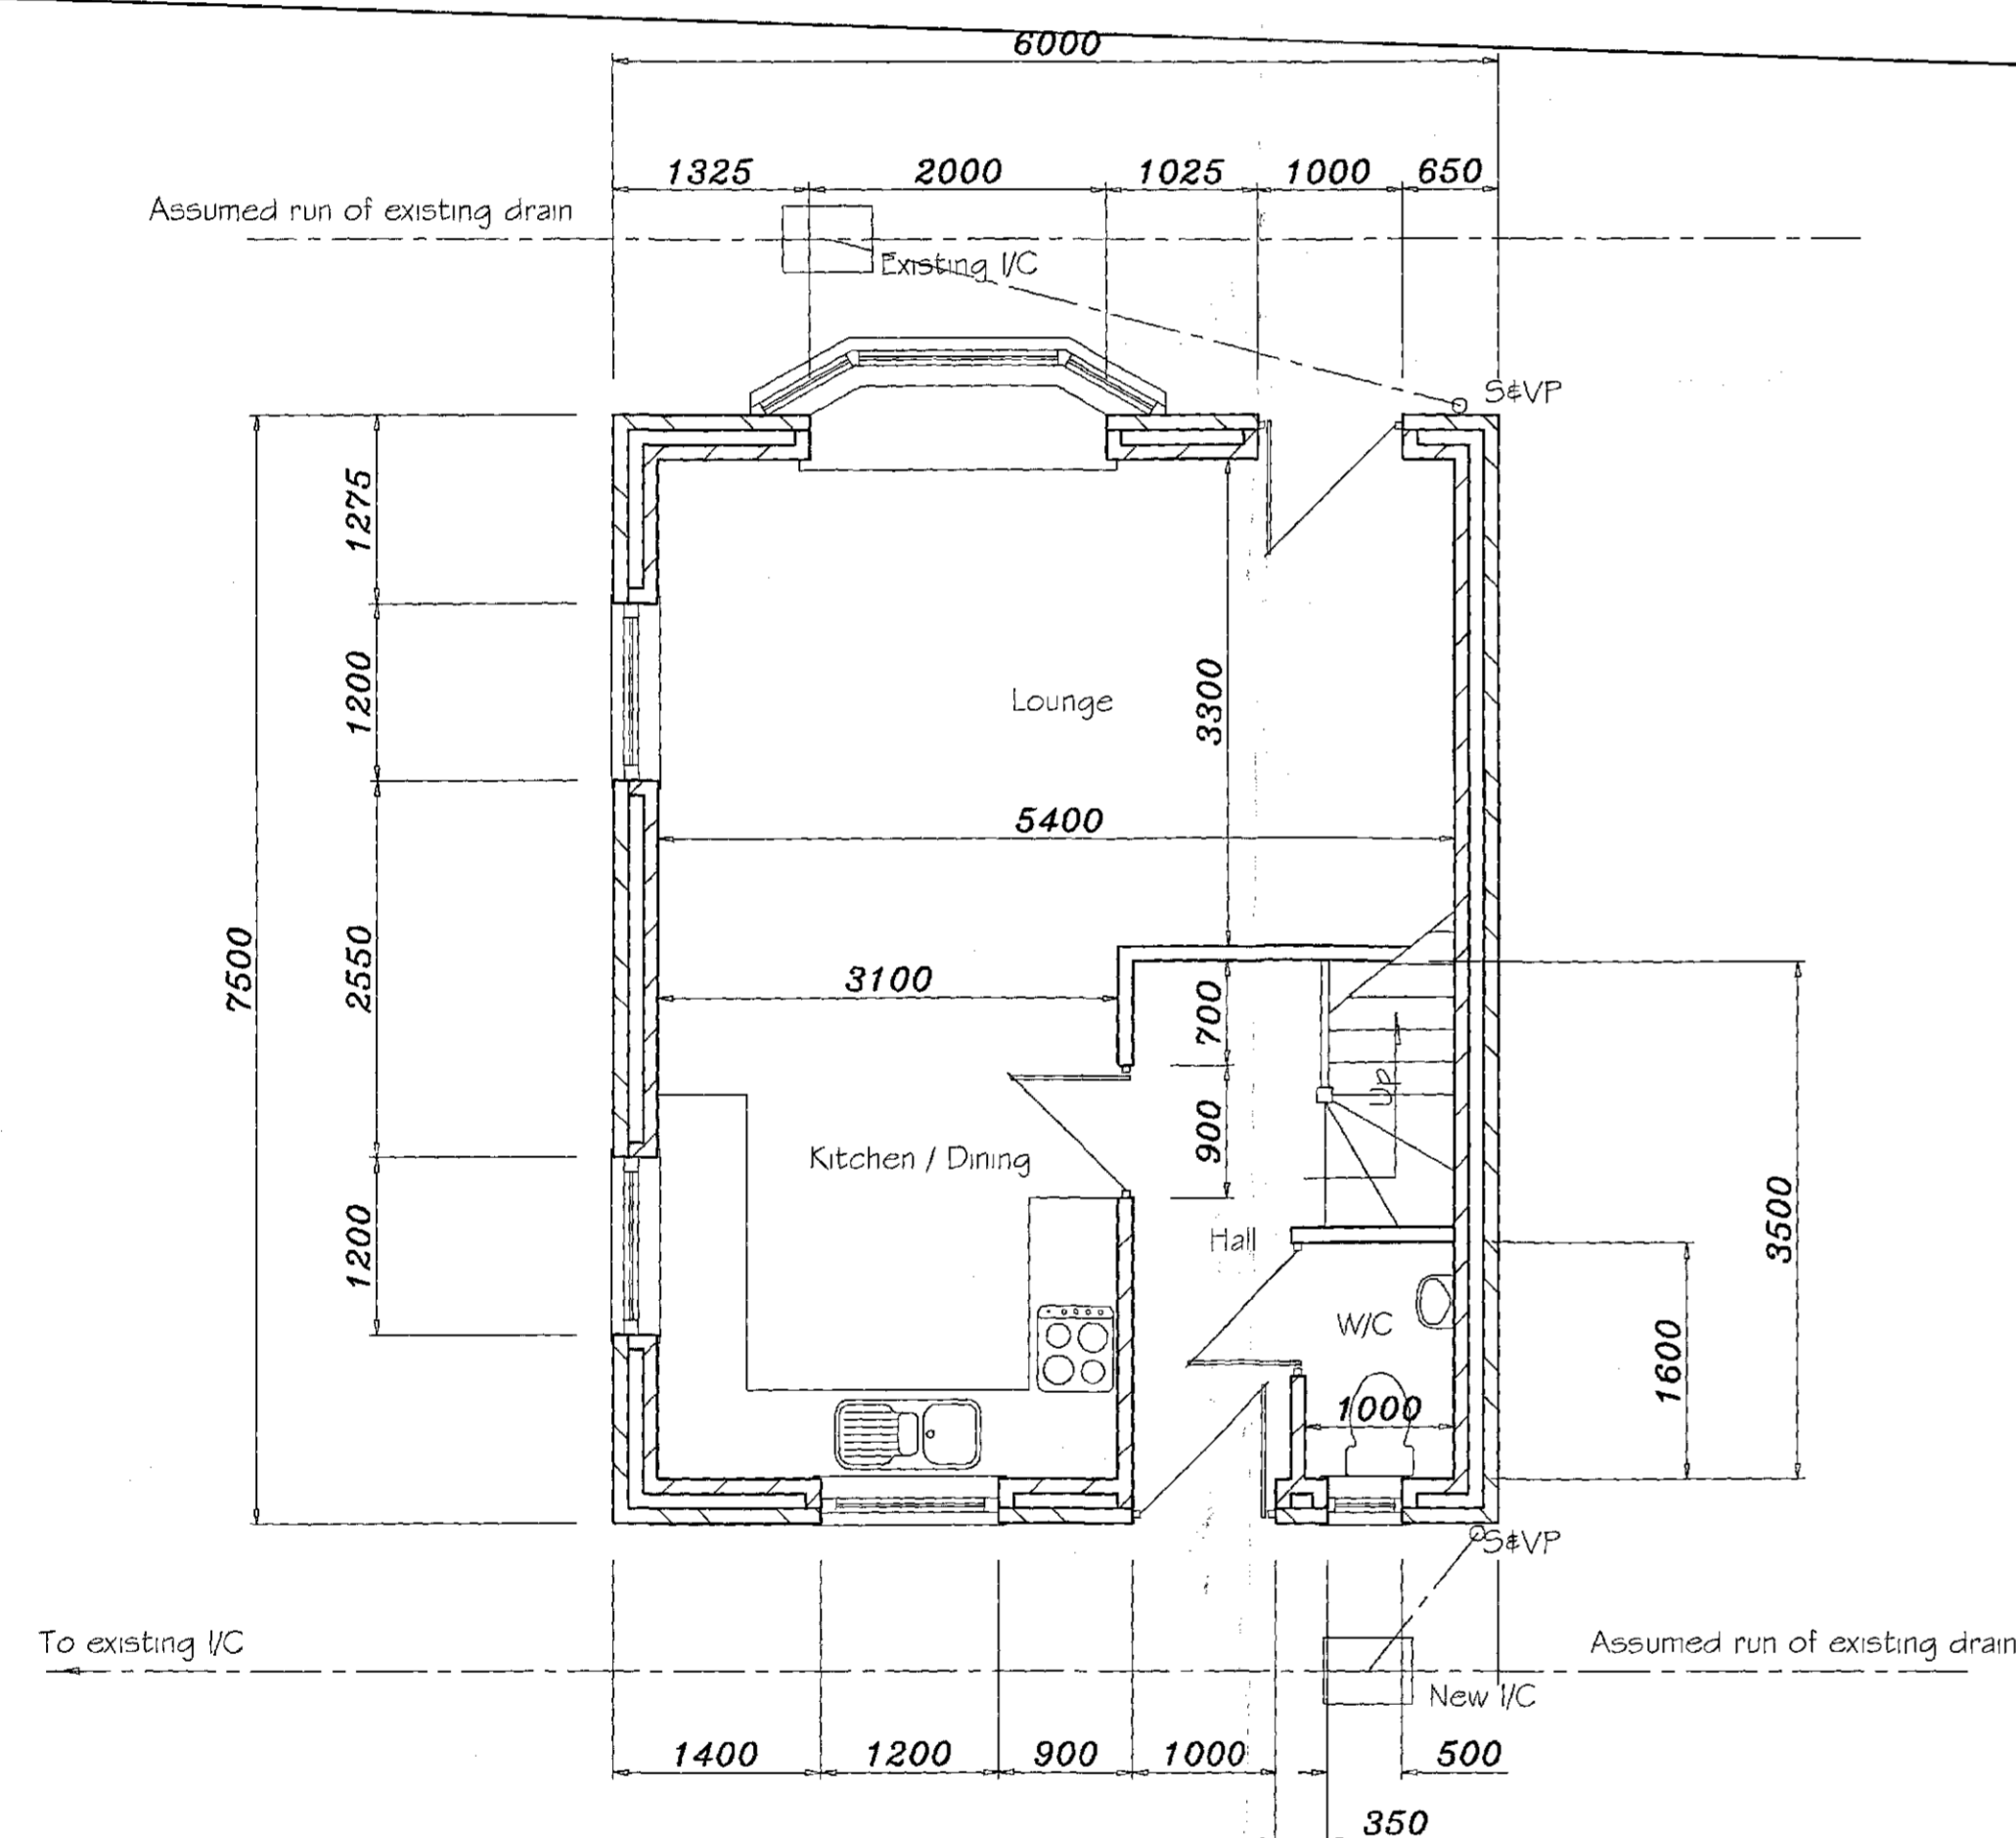 6000
1325 2000 1025 1000 650
Assumed run of existing drain
Existing I/C
S&VP
1275
1200
Lounge
3300
5400
7500
2550
3100
700
UP
900
Kitchen / Dining
1200
Hall
3500
W/C
1600
1000
S&VP
To existing I/C
Assumed run of existing drain
New I/C
1400 1200 900 1000 500
350